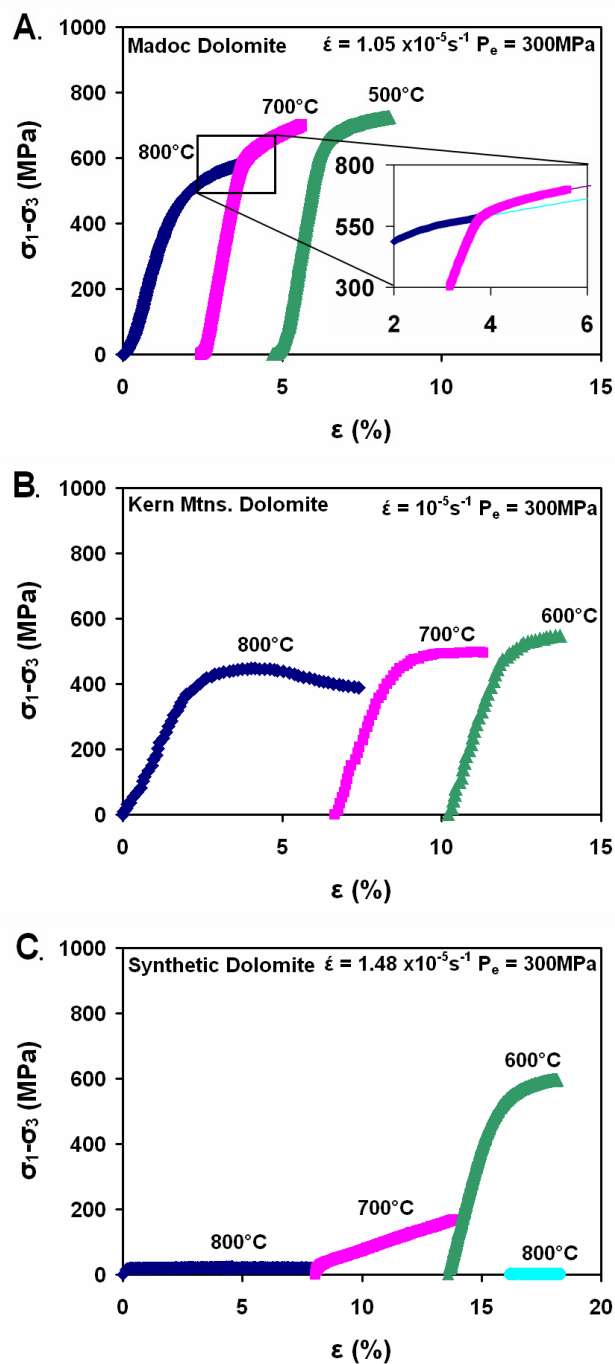 A.
Madoc Dolomite
έ = 1.05 x10⁻⁵s⁻¹ Pₑ = 300MPa
1000
800
600
400
200
0
σ₁-σ₃ (MPa)
800°C
700°C
500°C
800
550
300
2
4
6
0
5
10
15
ε (%)
B.
Kern Mtns. Dolomite
έ = 10⁻⁵s⁻¹ Pₑ = 300MPa
1000
800
600
400
200
0
σ₁-σ₃ (MPa)
800°C
700°C
600°C
0
5
10
15
ε (%)
C.
Synthetic Dolomite
έ = 1.48 x10⁻⁵s⁻¹ Pₑ = 300MPa
1000
800
600
400
200
0
σ₁-σ₃ (MPa)
800°C
700°C
600°C
800°C
0
5
10
15
20
ε (%)